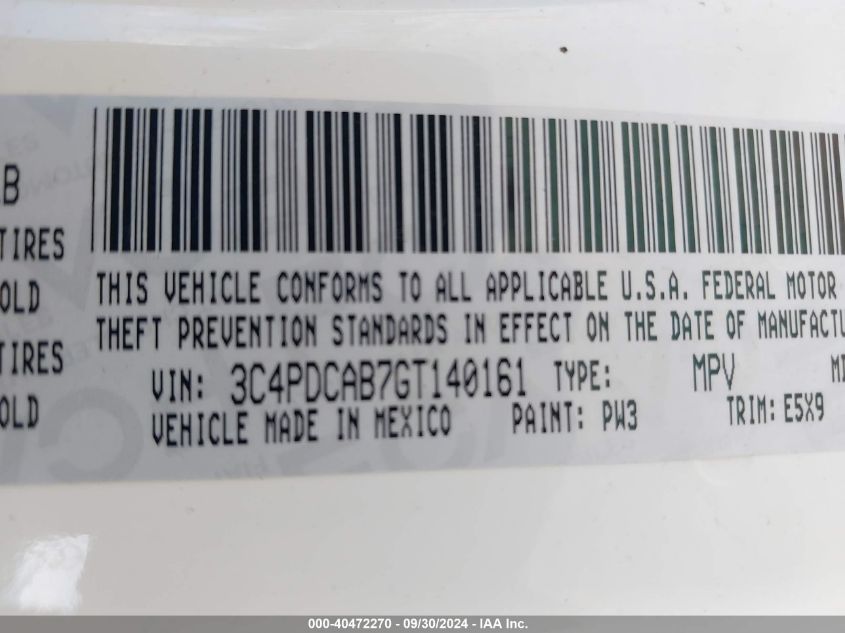 B
TIRES
OLD
TIRES
OLD
THIS VEHICLE CONFORMS TO ALL APPLICABLE U.S.A. FEDERAL MOTOR
THEFT PREVENTION STANDARDS IN EFFECT ON THE DATE OF MANUFACTU
VIN: 3C4PDCAB7GT140161 TYPE: MPV MD
VEHICLE MADE IN MEXICO PAINT: PW3 TRIM: E5X9
000-40472270 - 09/30/2024 - IAA Inc.